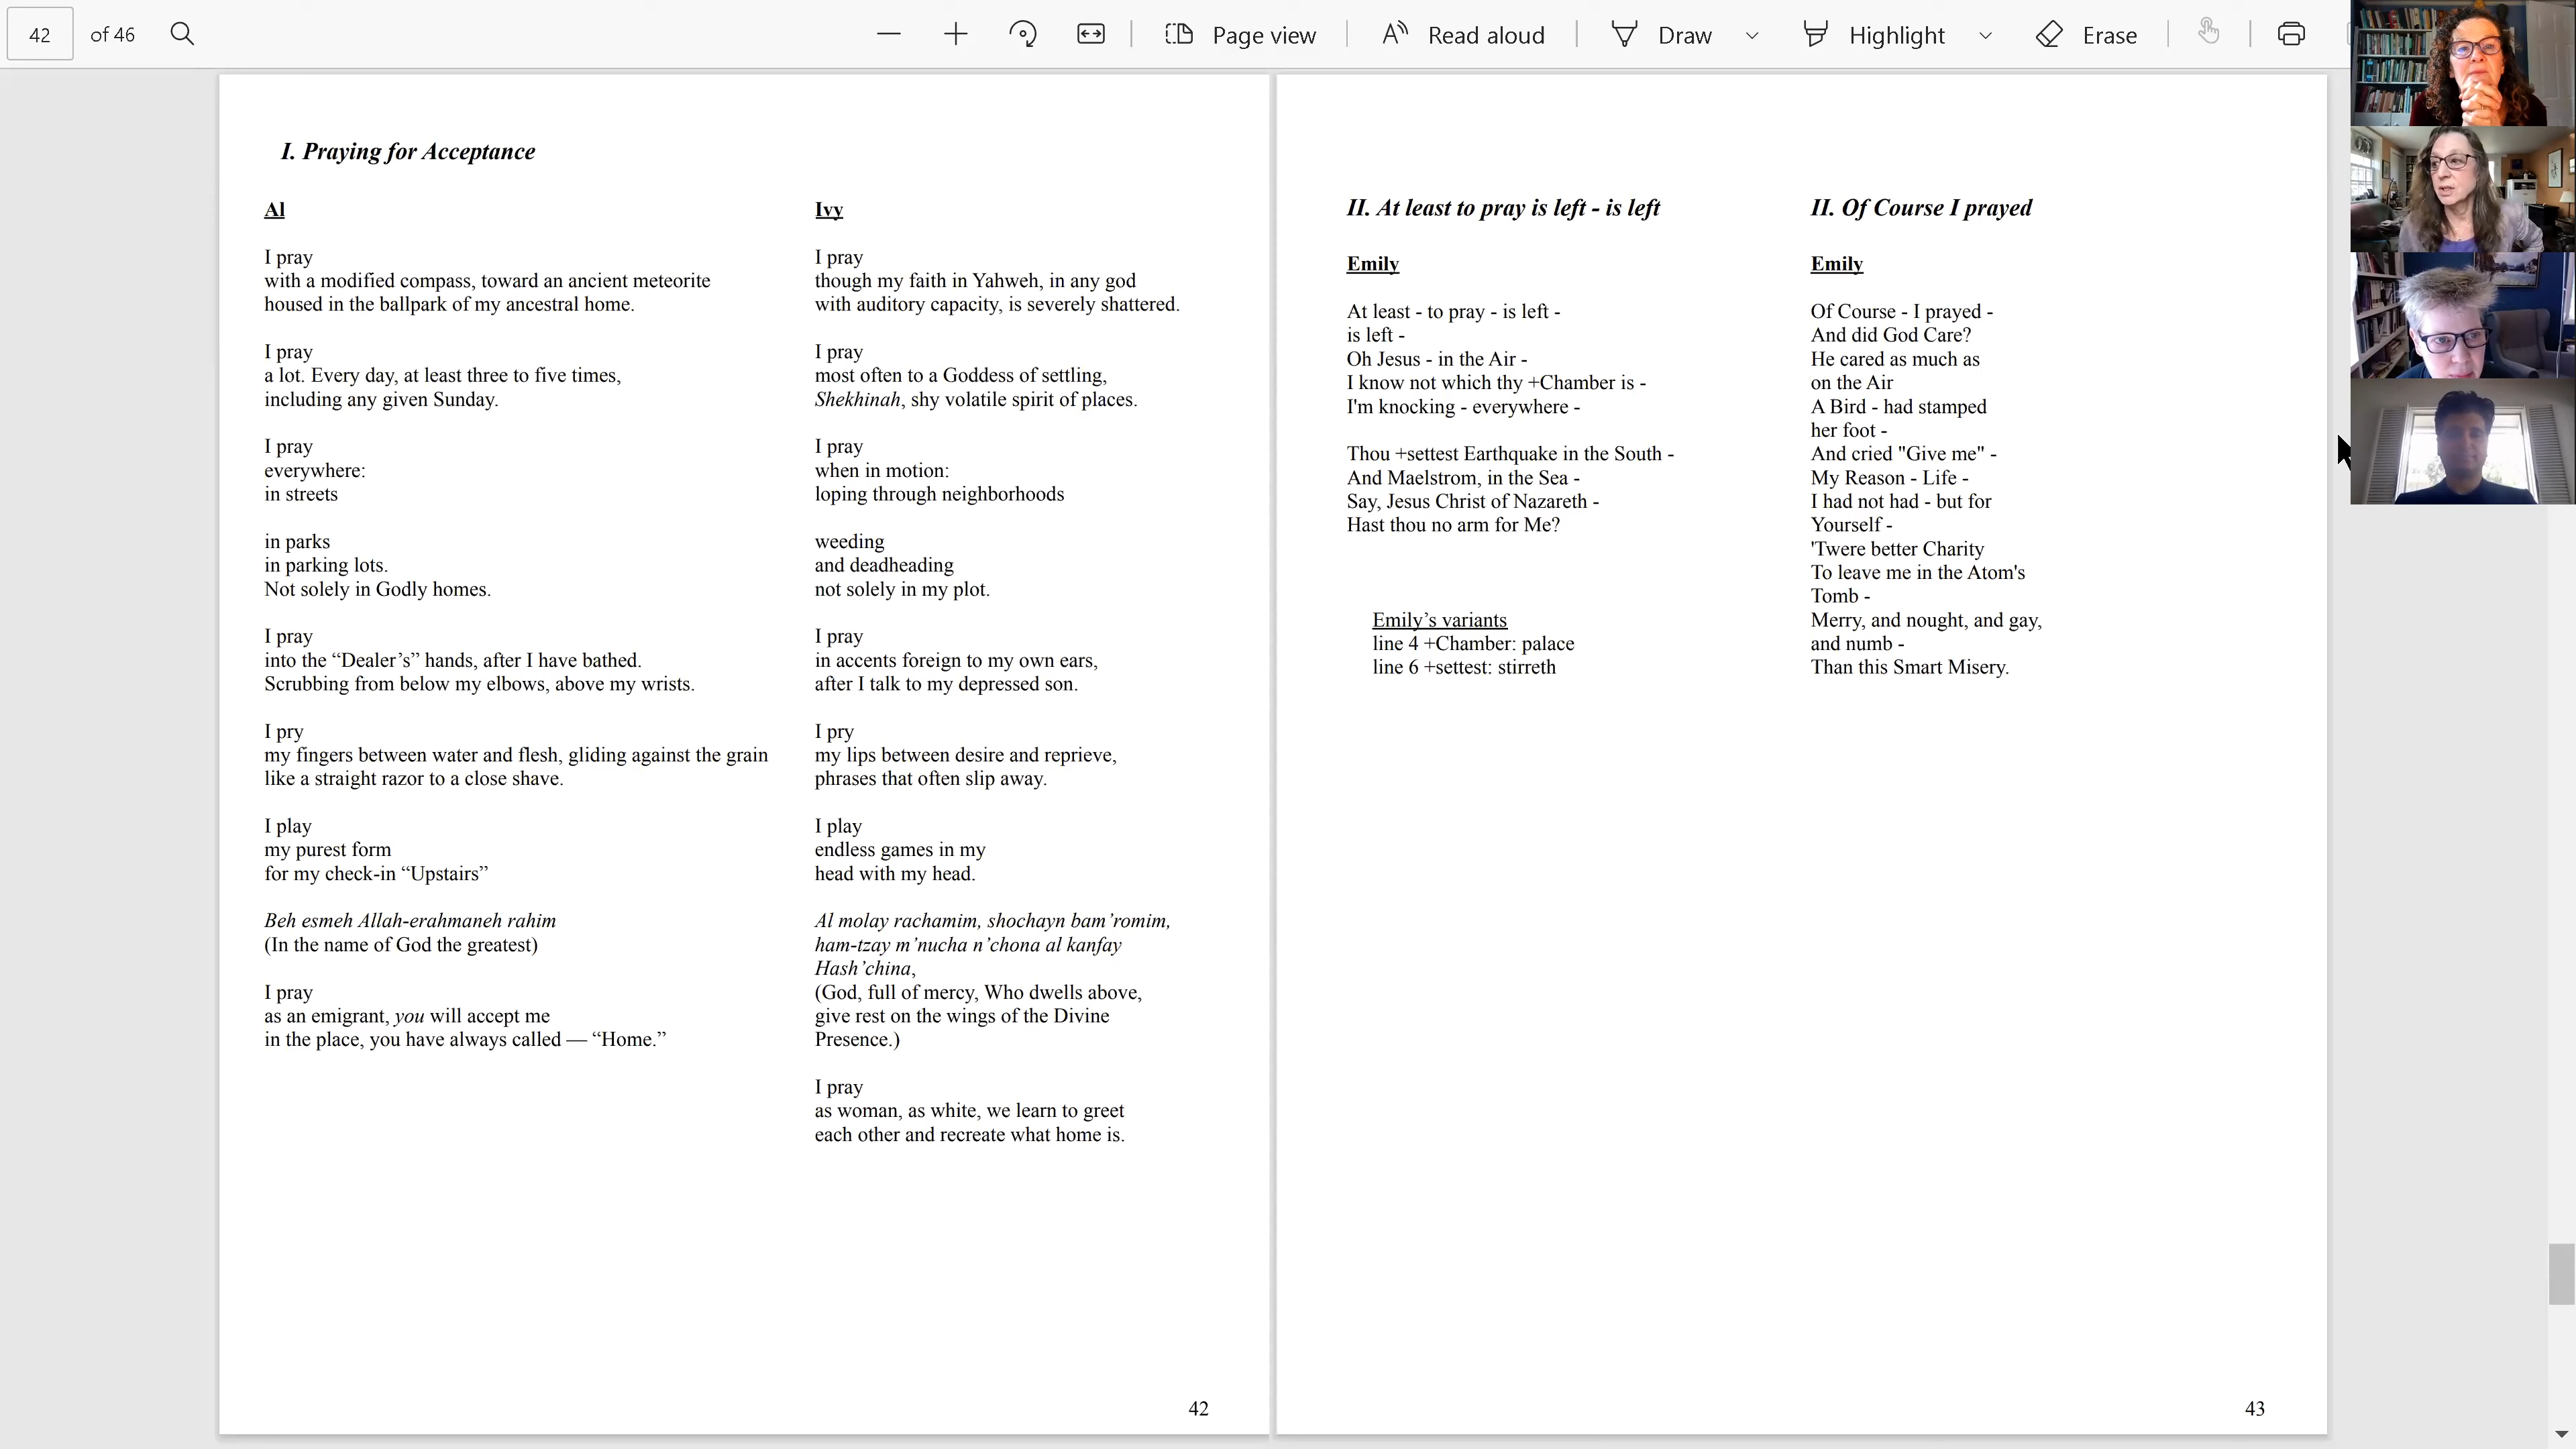 42 of 46 Page view Read aloud Draw Highlight Erase
I. Praying for Acceptance
Al
I pray
with a modified compass, toward an ancient meteorite
housed in the ballpark of my ancestral home.
I pray
a lot. Every day, at least three to five times,
including any given Sunday.
I pray
everywhere:
in streets
in parks
in parking lots.
Not solely in Godly homes.
I pray
into the “Dealer’s” hands, after I have bathed.
Scrubbing from below my elbows, above my wrists.
I pry
my fingers between water and flesh, gliding against the grain
like a straight razor to a close shave.
I play
my purest form
for my check-in “Upstairs”
Beh esmeh Allah-erahmaneh rahim
(In the name of God the greatest)
I pray
as an emigrant, you will accept me
in the place, you have always called — “Home.”
Ivy
I pray
though my faith in Yahweh, in any god
with auditory capacity, is severely shattered.
I pray
most often to a Goddess of settling,
Shekhinah, shy volatile spirit of places.
I pray
when in motion:
loping through neighborhoods
weeding
and deadheading
not solely in my plot.
I pray
in accents foreign to my own ears,
after I talk to my depressed son.
I pry
my lips between desire and reprieve,
phrases that often slip away.
I play
endless games in my
head with my head.
Al molay rachamim, shochayn bam’romim,
ham-tzay m’nucha n’chona al kanfay
Hash’china,
(God, full of mercy, Who dwells above,
give rest on the wings of the Divine
Presence.)
I pray
as woman, as white, we learn to greet
each other and recreate what home is.
42
II. At least to pray is left - is left
Emily
At least - to pray - is left -
is left -
Oh Jesus - in the Air -
I know not which thy +Chamber is -
I'm knocking - everywhere -
Thou +settest Earthquake in the South -
And Maelstrom, in the Sea -
Say, Jesus Christ of Nazareth -
Hast thou no arm for Me?
Emily’s variants
line 4 +Chamber: palace
line 6 +settest: stirreth
II. Of Course I prayed
Emily
Of Course - I prayed -
And did God Care?
He cared as much as
on the Air
A Bird - had stamped
her foot -
And cried "Give me" -
My Reason - Life -
I had not had - but for
Yourself -
'Twere better Charity
To leave me in the Atom's
Tomb -
Merry, and nought, and gay,
and numb -
Than this Smart Misery.
43